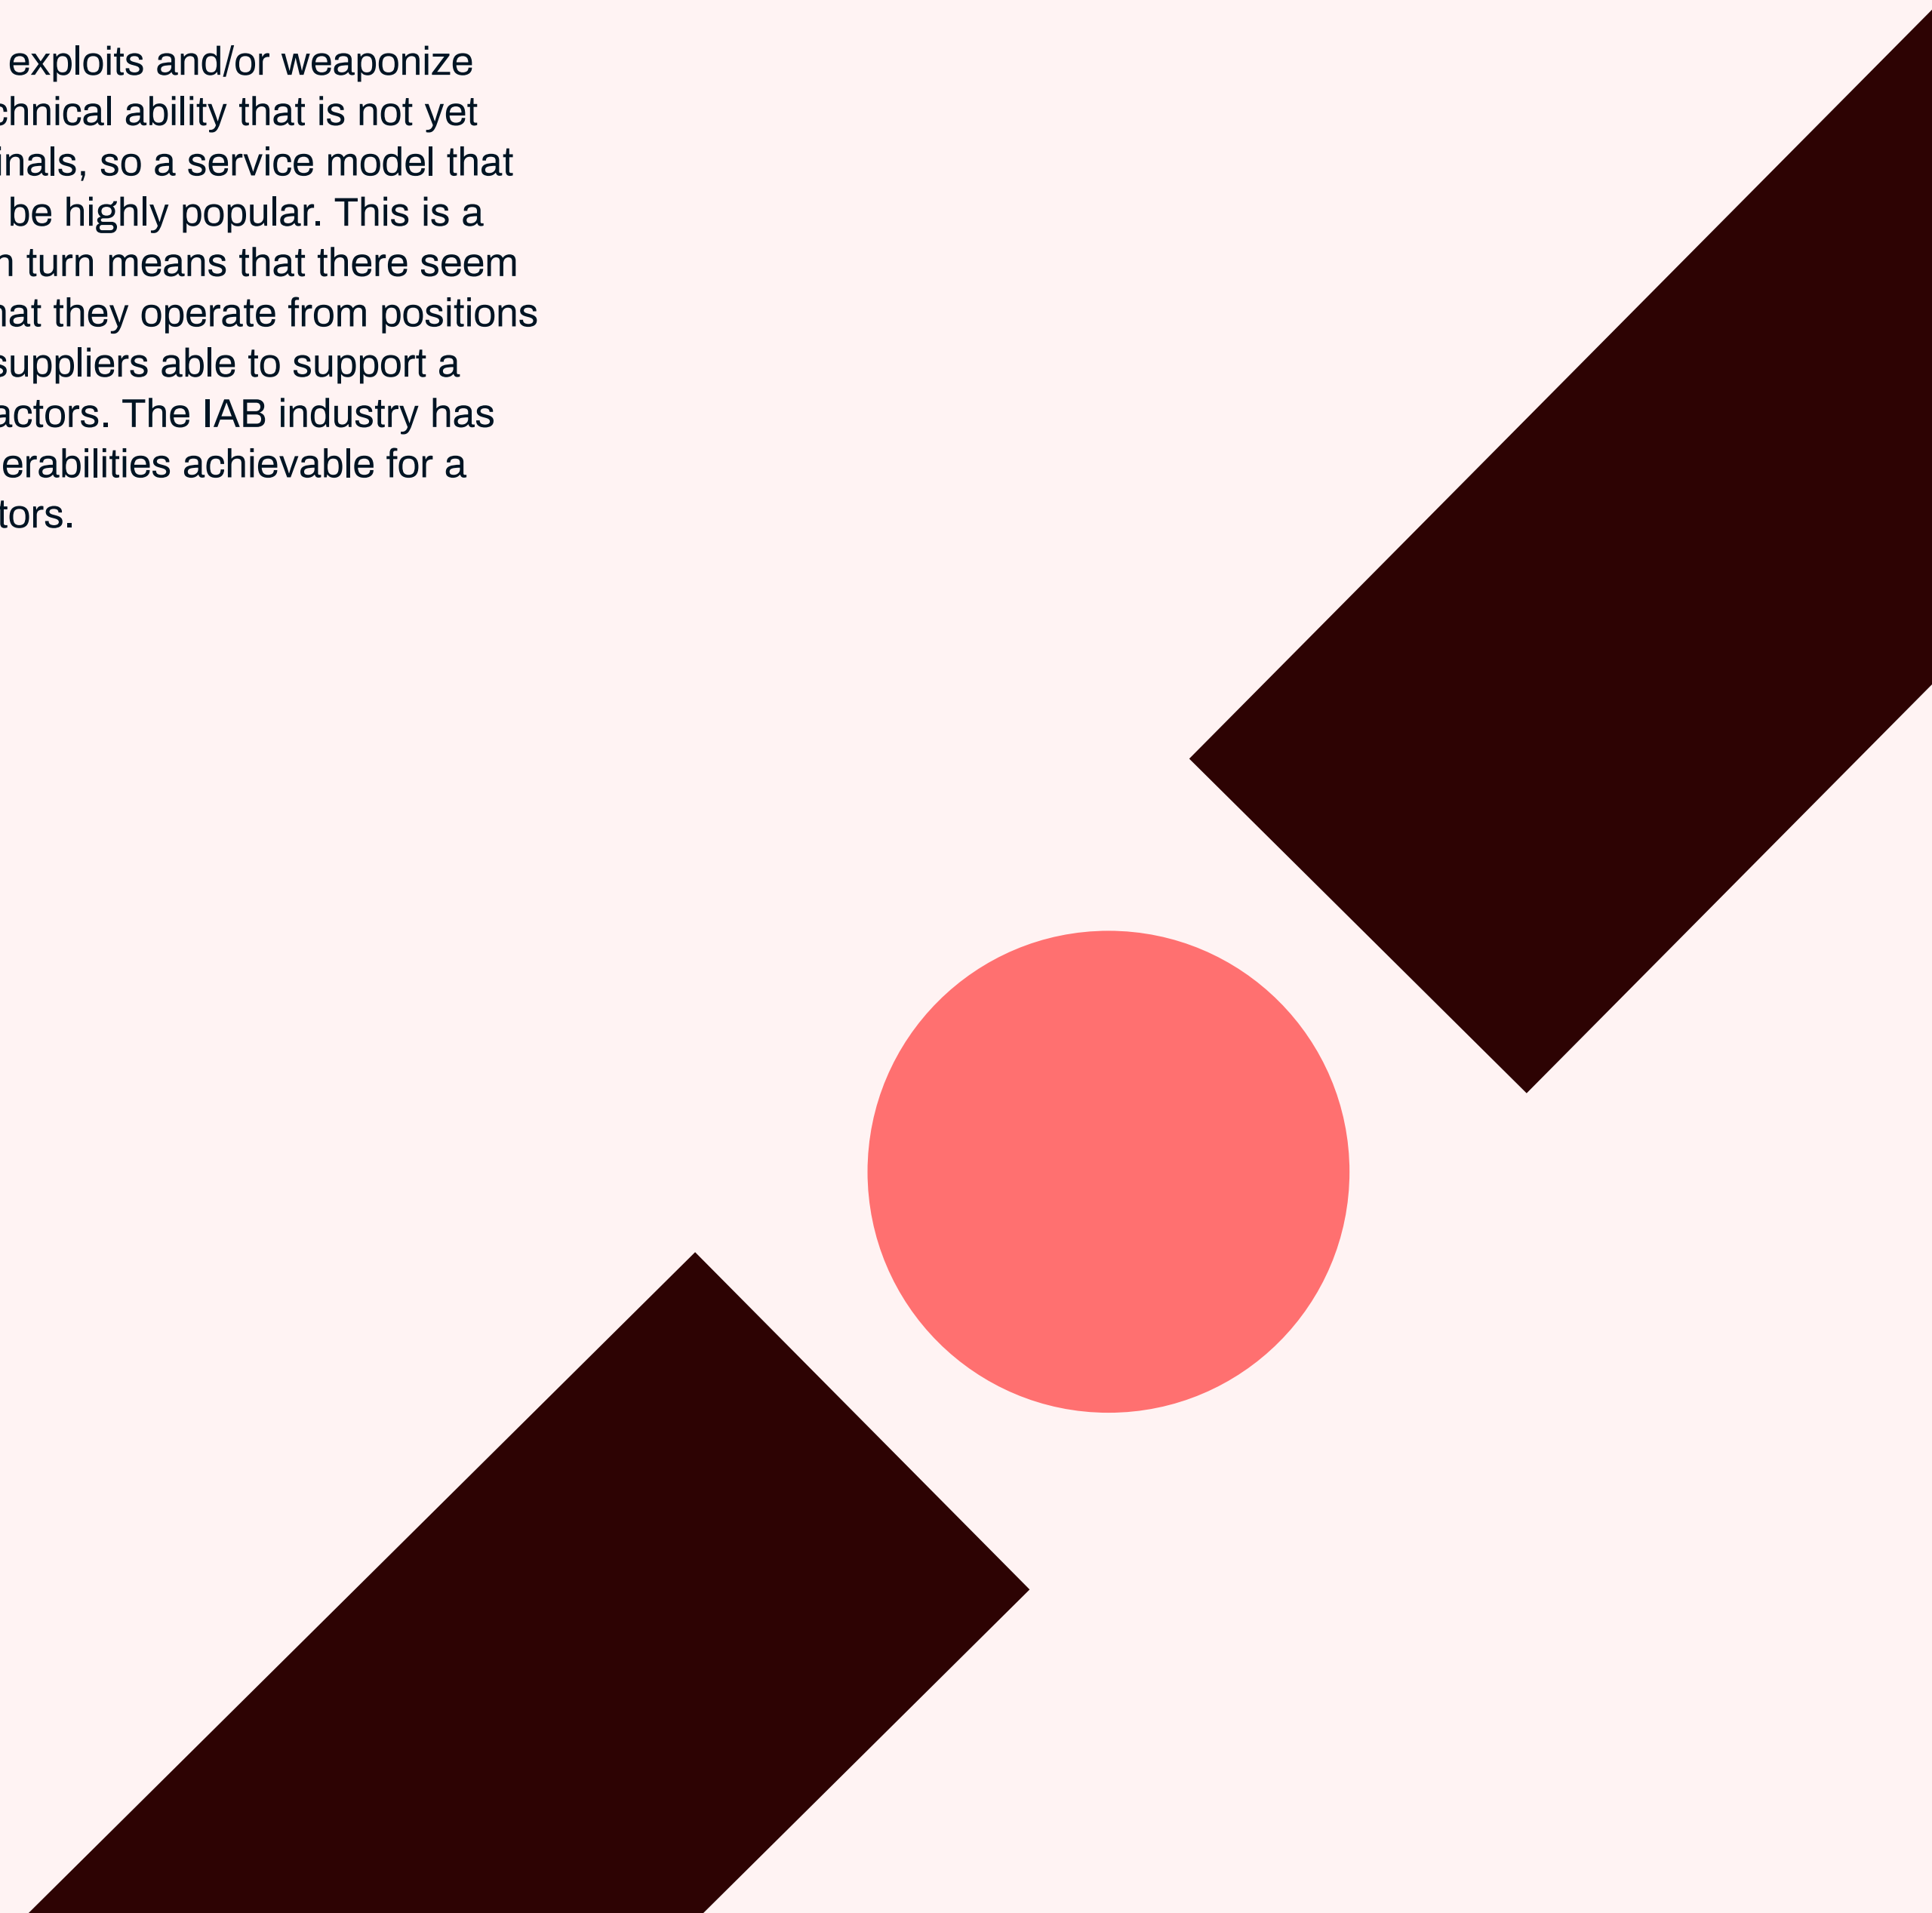 exploits and/or weaponize
chnical ability that is not yet
inals, so a service model that
be highly popular. This is a
n turn means that there seem
hat they operate from positions
suppliers able to support a
actors. The IAB industry has
erabilities achievable for a
tors.